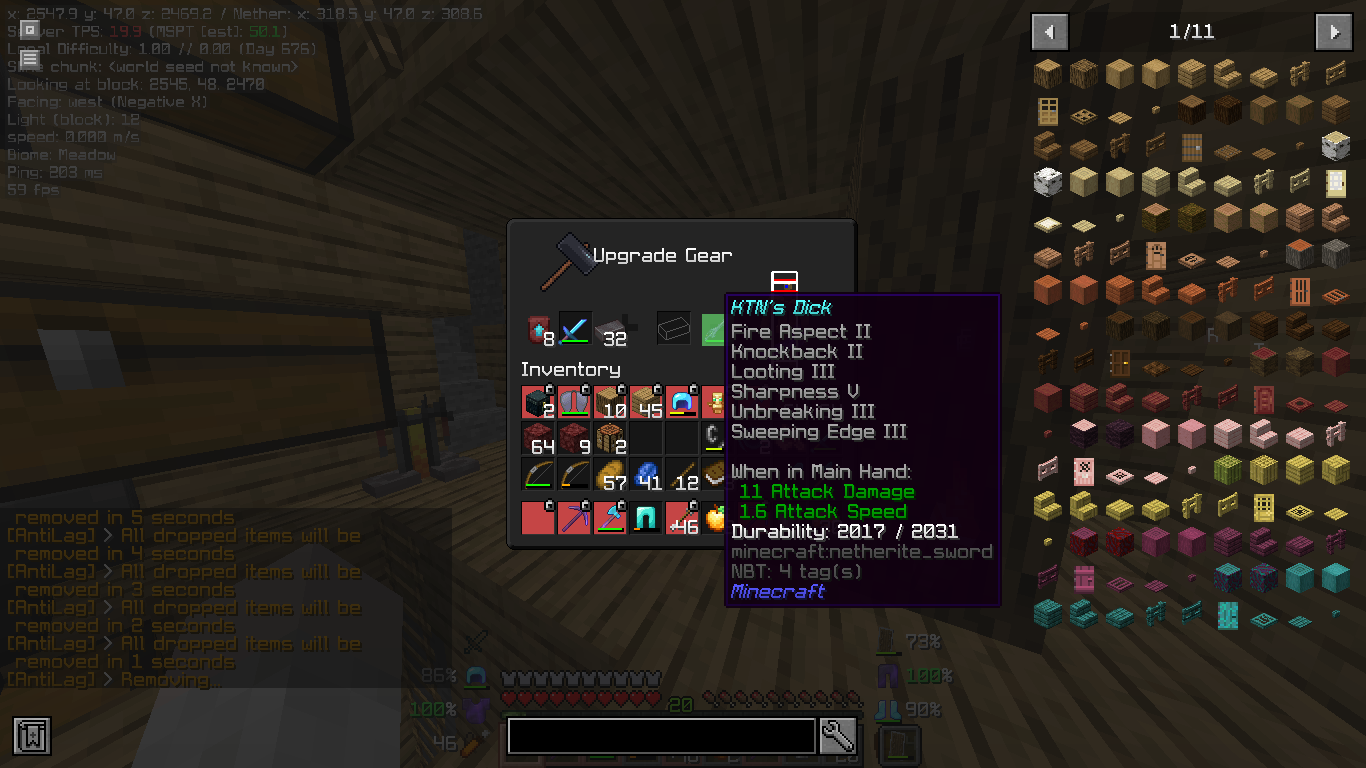 x: 2547.9 y: 47.0 z: 2469.2 / Nether: x: 318.5 y: 47.0 z: 308.6
Server TPS: 19.9 (MSPT [est]: 50.1)
Local Difficulty: 1.00 // 0.00 (Day 676)
Slime chunk: <world seed not known>
Looking at block: 2545, 48, 2470
Facing: west (Negative X)
Light (block): 12
speed: 0.000 m/s
Biome: Meadow
Ping: 203 ms
59 fps
1/11
Upgrade Gear
8
32
Inventory
2
10
45
64
9
2
57
41
12
46
KTN's Dick
Fire Aspect II
Knockback II
Looting III
Sharpness V
Unbreaking III
Sweeping Edge III
When in Main Hand:
11 Attack Damage
1.6 Attack Speed
Durability: 2017 / 2031
minecraft:netherite_sword
NBT: 4 tag(s)
Minecraft
removed in 5 seconds
[AntiLag] > All dropped items will be
removed in 4 seconds
[AntiLag] > All dropped items will be
removed in 3 seconds
[AntiLag] > All dropped items will be
removed in 2 seconds
[AntiLag] > All dropped items will be
removed in 1 seconds
[AntiLag] > Removing...
86%
100%
46
20
73%
100%
90%